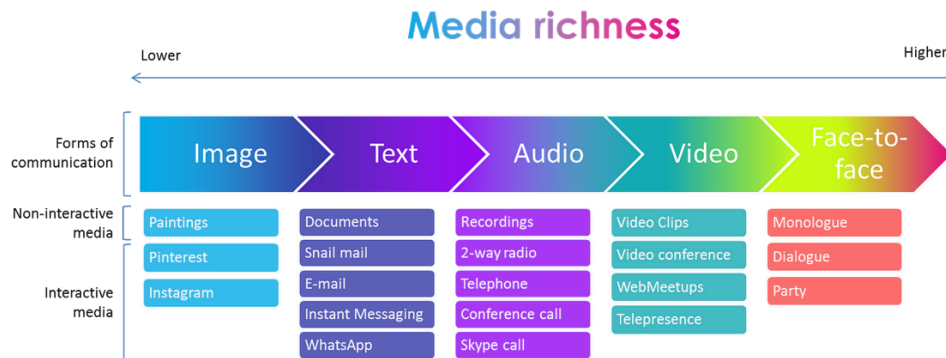 Media richness
Lower
Higher
Forms of
communication
Image
Text
Audio
Video
Face-to-
face
Non-interactive
media
Paintings
Documents
Recordings
Video Clips
Monologue
Interactive
media
Pinterest
Instagram
Snail mail
E-mail
Instant Messaging
WhatsApp
2-way radio
Telephone
Conference call
Skype call
Video conference
WebMeetups
Telepresence
Dialogue
Party